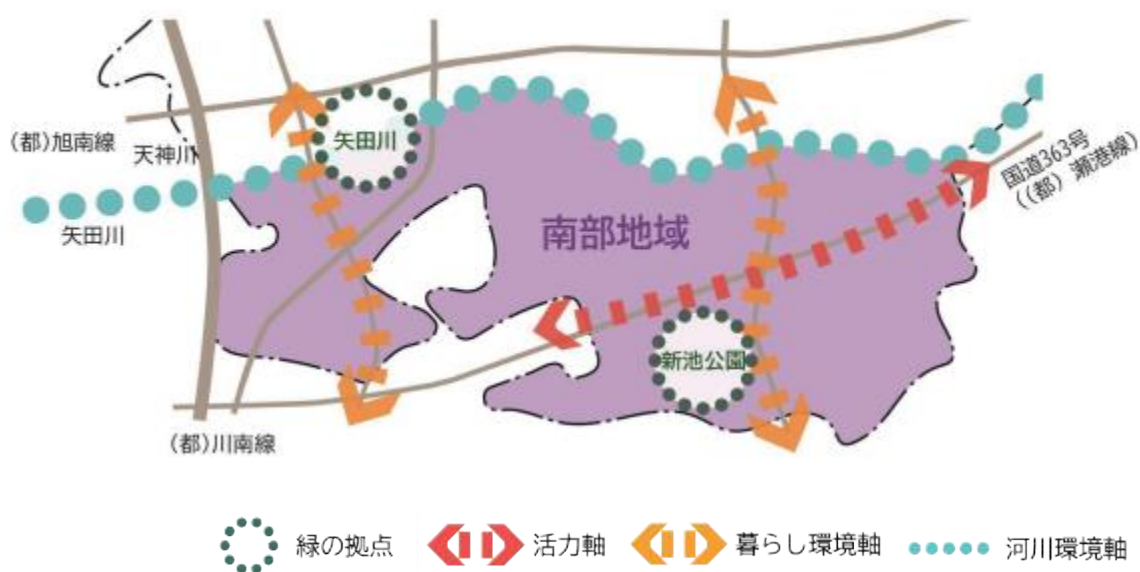 (都)旭南線
天神川
矢田川
矢田川
南部地域
国道363号
((都) 瀬港線)
新池公園
(都)川南線
緑の拠点
活力軸
暮らし環境軸
河川環境軸